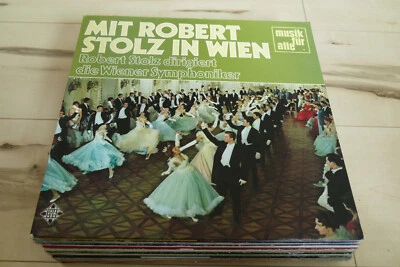 MIT ROBERT
STOLZ IN WIEN
Robert Stolz dirigiert
die Wiener Symphoniker
musik
für
alle